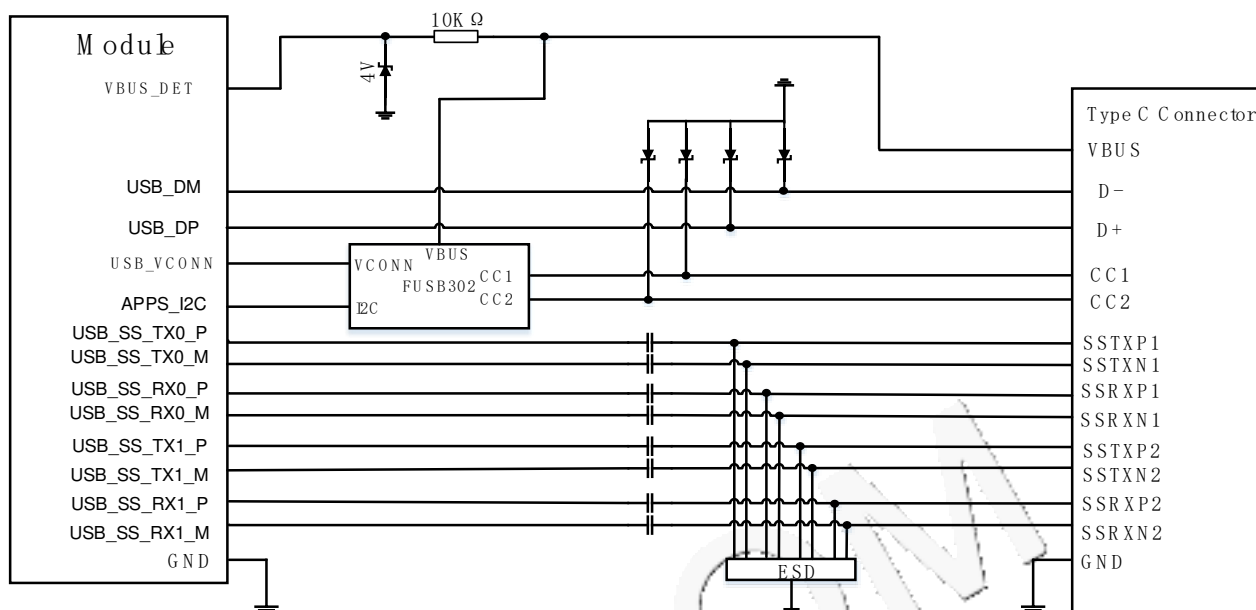 10K Ω
Module
4V
VBUS_DET
Type C Connector
VBUS
USB_DM
D-
USB_DP
D+
USB_VCONN
VBUS
VCONN
CC1
CC1
FUSB302
APPS_I2C
I2C
CC2
CC2
USB_SS_TX0_P
SSTXP1
USB_SS_TX0_M
SSTXN1
USB_SS_RX0_P
SSRXP1
USB_SS_RX0_M
SSRXN1
USB_SS_TX1_P
SSTXP2
USB_SS_TX1_M
SSTXN2
USB_SS_RX1_P
SSRXP2
USB_SS_RX1_M
SSRXN2
GND
GND
ESD